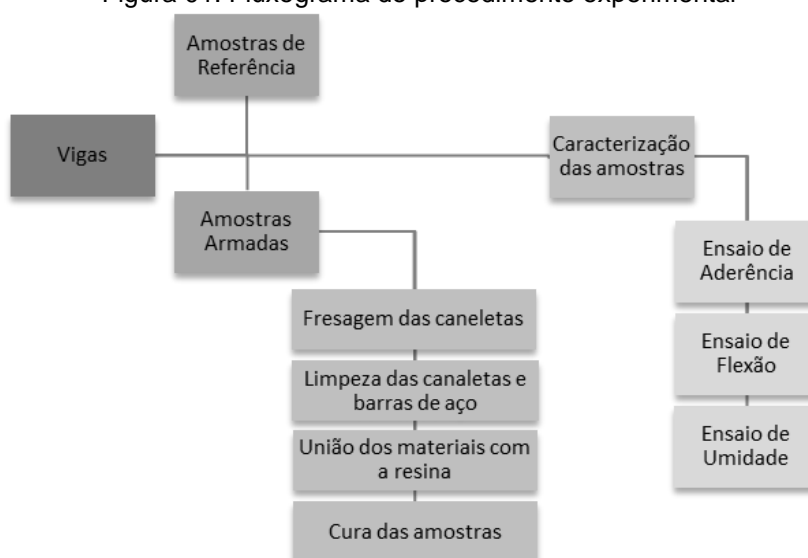 Figura 01: Fluxograma do procedimento experimental
Amostras de
Referência
Vigas
Caracterização
das amostras
Amostras
Armadas
Ensaio de
Aderência
Fresagem das caneletas
Ensaio de
Flexão
Limpeza das canaletas e
barras de aço
União dos materiais com
a resina
Ensaio de
Umidade
Cura das amostras